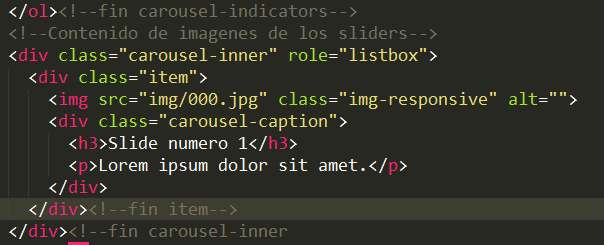 </ol><!--fin carousel-indicators-->
<!--Contenido de imagenes de los sliders-->
<div class="carousel-inner" role="listbox">
<div class="item">
<img src="img/000.jpg" class="img-responsive" alt="">
<div class="carousel-caption">
<h3>Slide numero 1</h3>
<p>Lorem ipsum dolor sit amet.</p>
</div>
</div><!--fin item-->
</div><!--fin carousel-inner